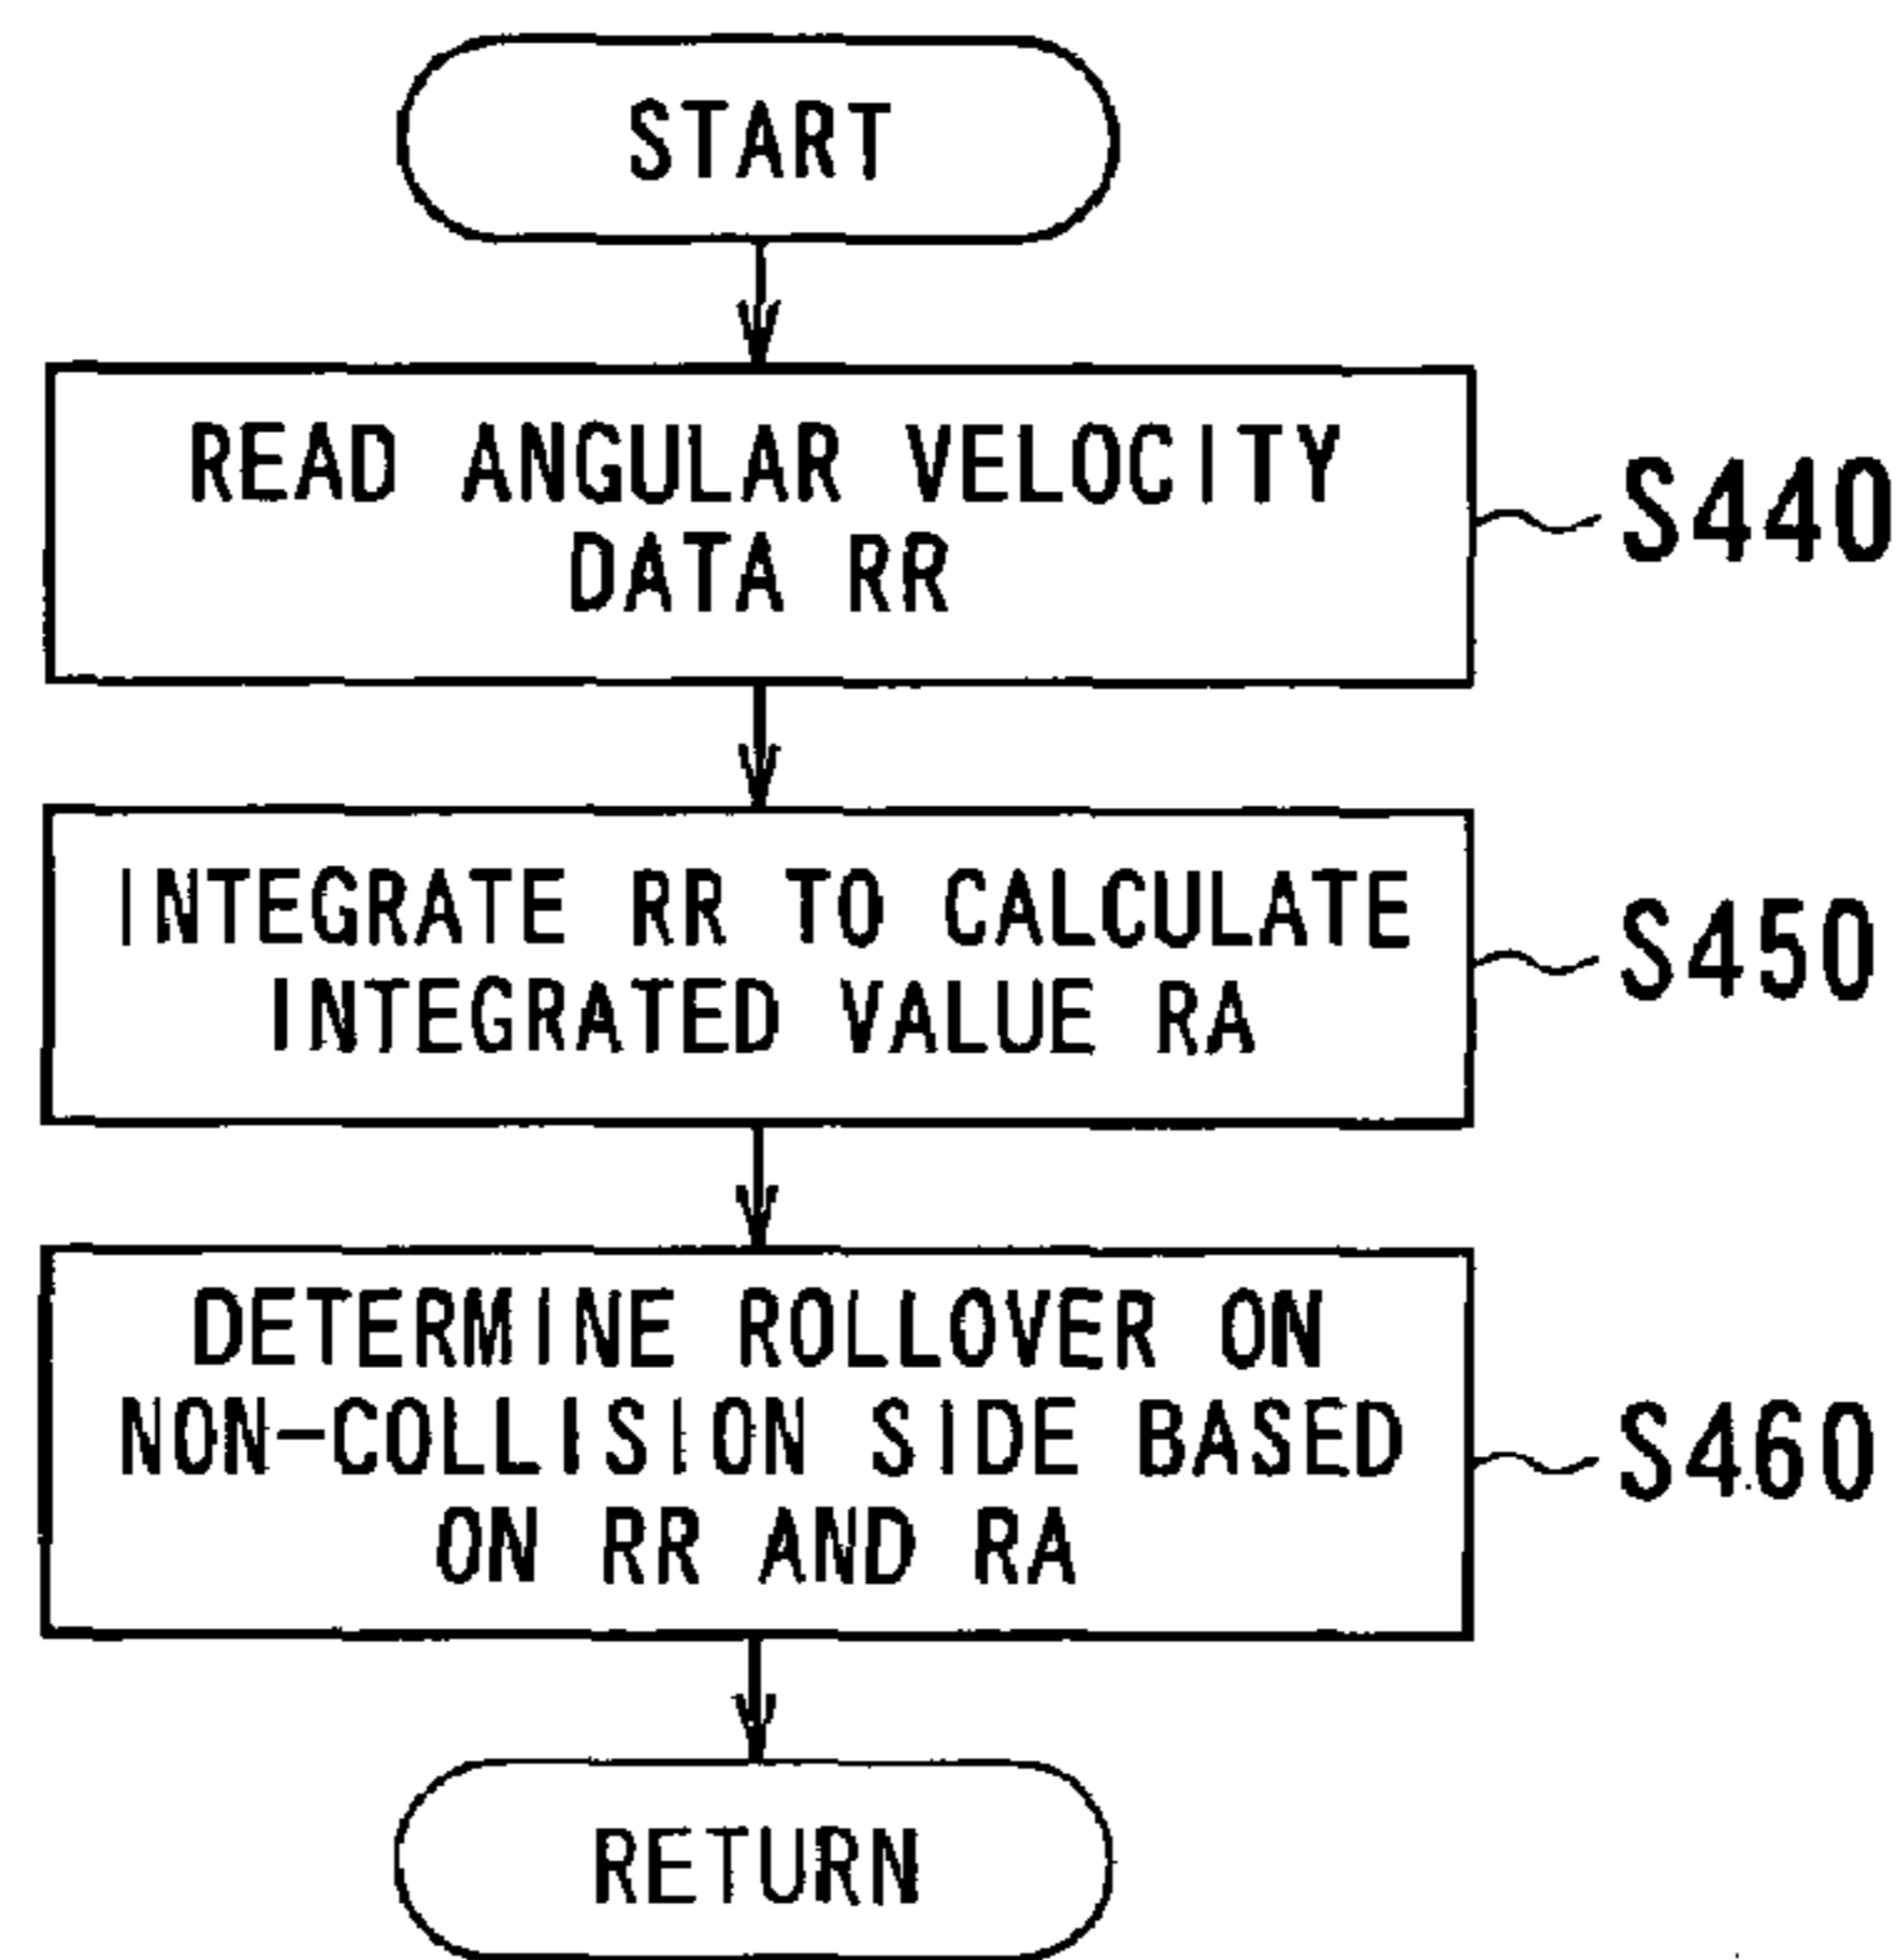 START
READ ANGULAR VELOCITY
DATA RR
S440
INTEGRATE RR TO CALCULATE
INTEGRATED VALUE RA
S450
DETERMINE ROLLOVER ON
NON-COLLISION SIDE BASED
ON RR AND RA
S460
RETURN